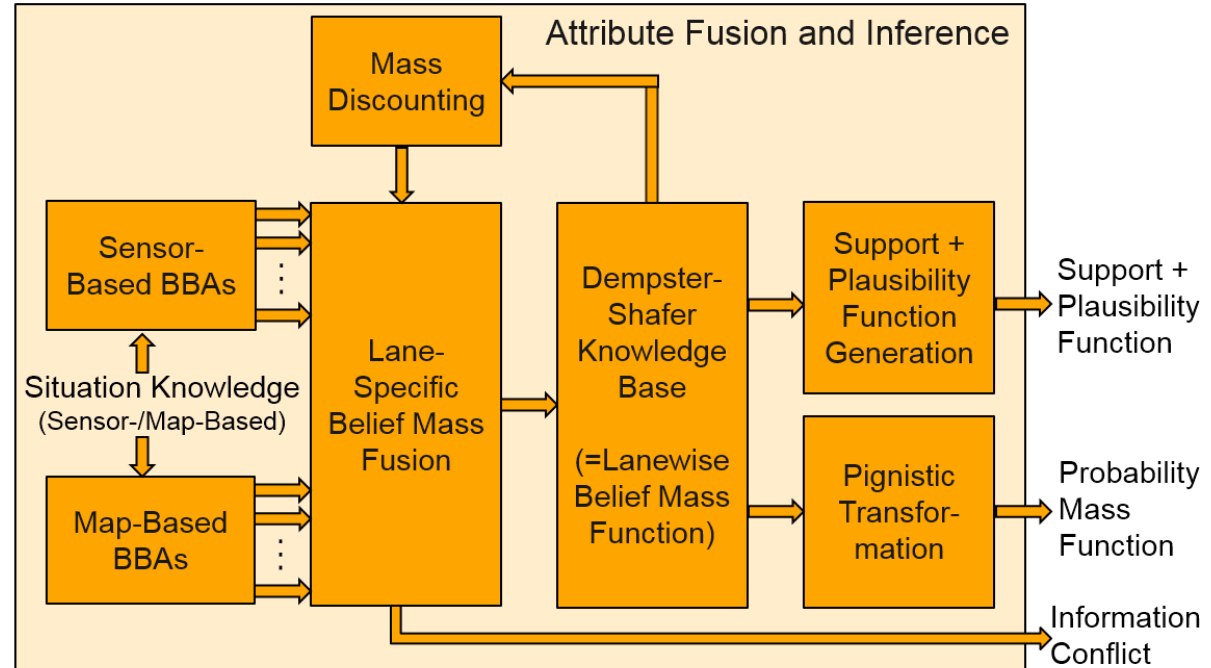 Attribute Fusion and Inference
Mass
Discounting
Sensor-
Based BBAs
Situation Knowledge
(Sensor-/Map-Based)
Map-Based
BBAs
Lane-
Specific
Belief Mass
Fusion
Dempster-
Shafer
Knowledge
Base
(=Lanewise
Belief Mass
Function)
Support +
Plausibility
Function
Generation
Pignistic
Transfor-
mation
Support +
Plausibility
Function
Probability
Mass
Function
Information
Conflict